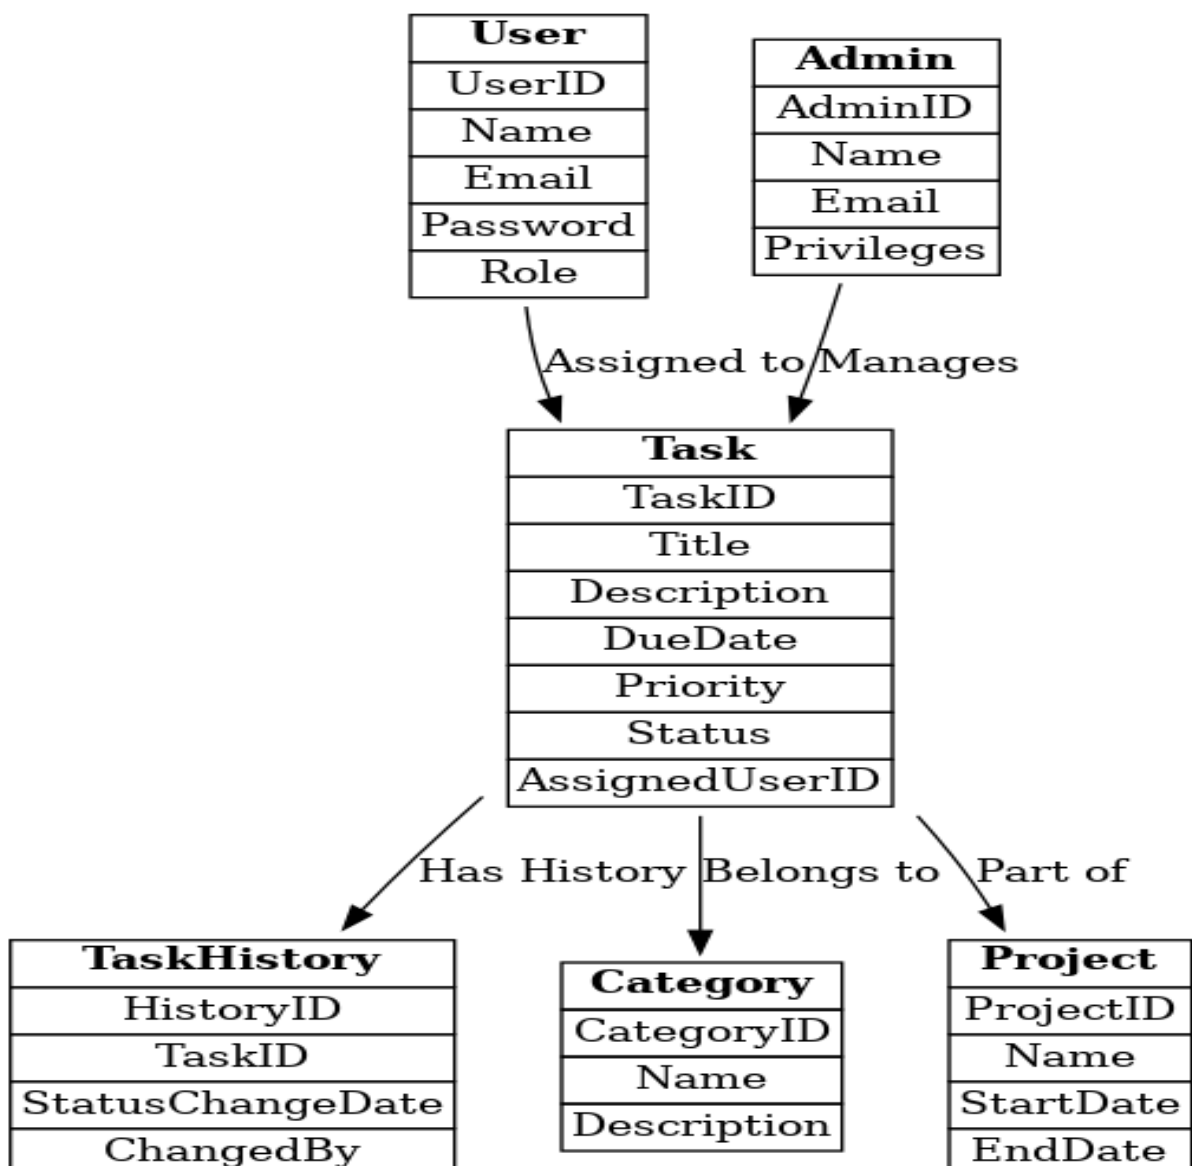 User
UserID
Name
Email
Password
Role
Admin
AdminID
Name
Email
Privileges
Assigned to
Manages
Task
TaskID
Title
Description
DueDate
Priority
Status
AssignedUserID
Has History
Belongs to
Part of
TaskHistory
HistoryID
TaskID
StatusChangeDate
ChangedBy
Category
CategoryID
Name
Description
Project
ProjectID
Name
StartDate
EndDate